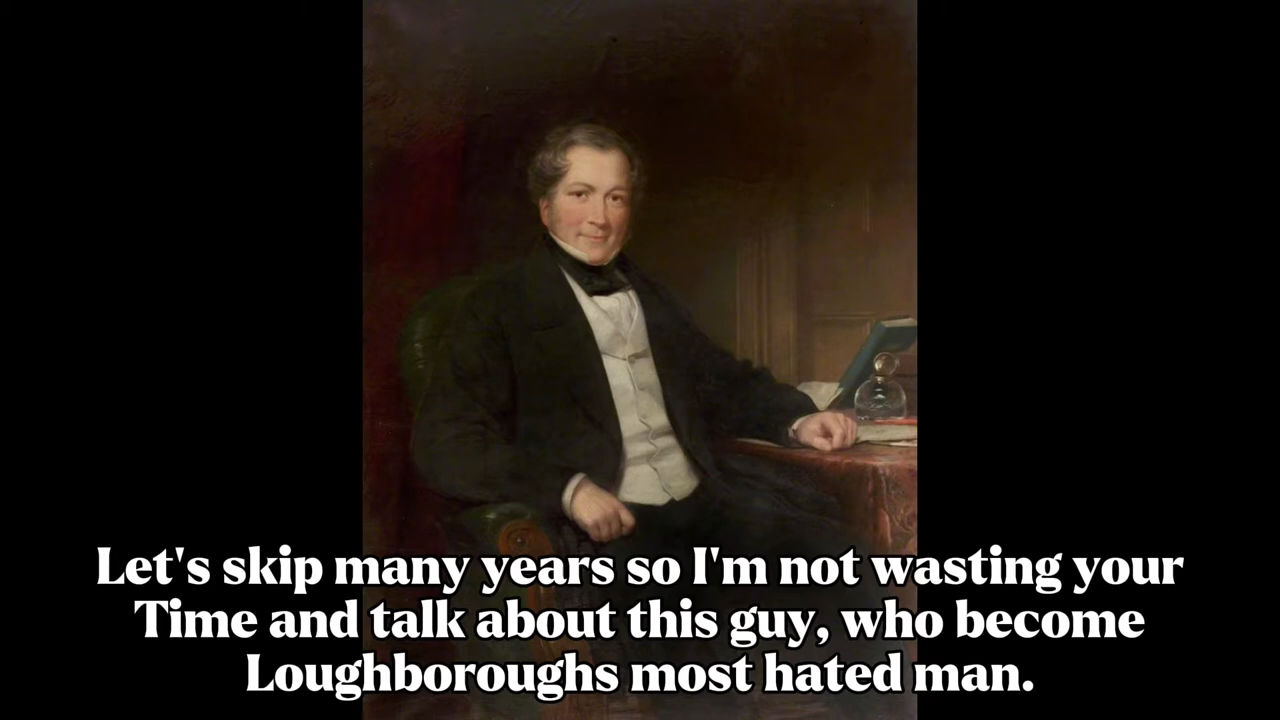 Let's skip many years so I'm not wasting your
Time and talk about this guy, who become
Loughboroughs most hated man.